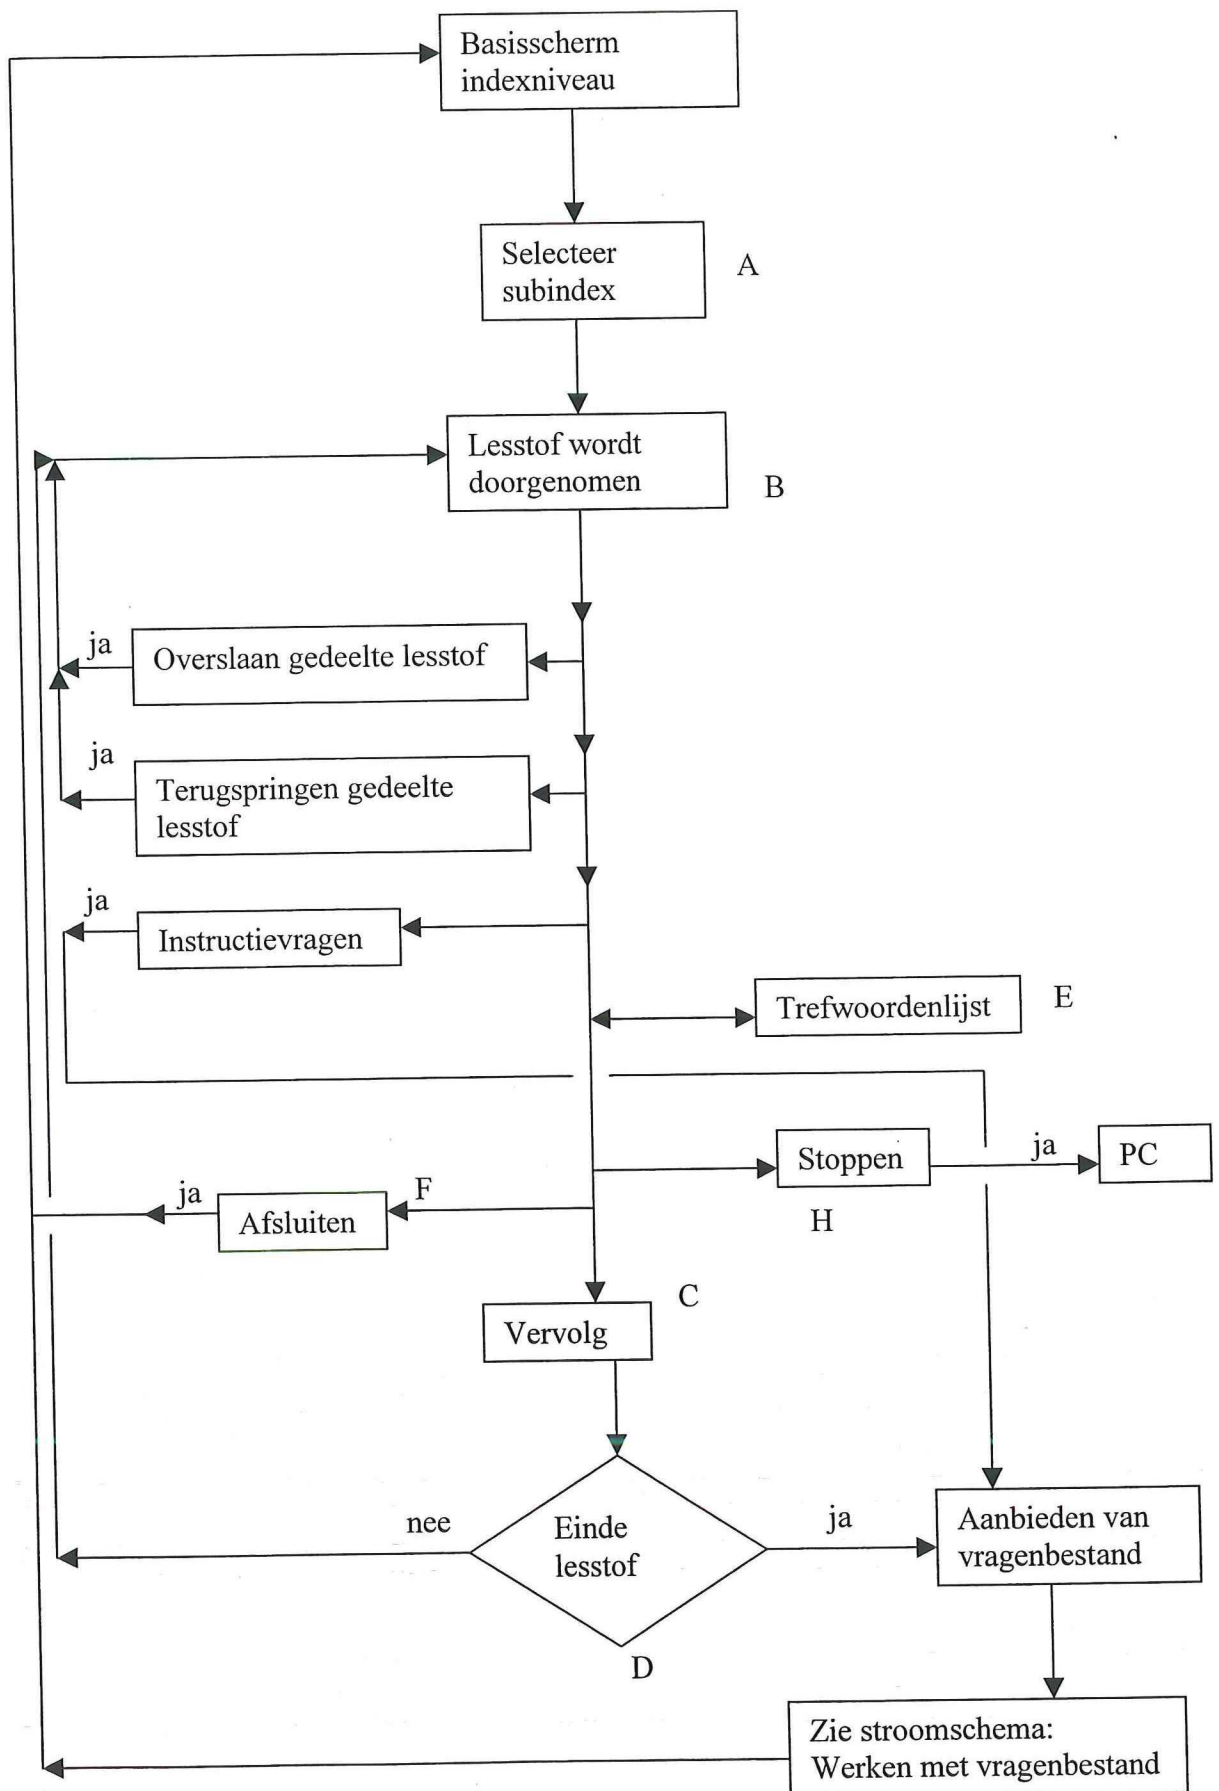 Basisscherm
indexniveau
Selecteer
subindex
A
Lesstof wordt
doorgenomen
B
ja
Overslaan gedeelte lesstof
ja
Terugspringen gedeelte
lesstof
ja
Instructievragen
Trefwoordenlijst
E
Stoppen
ja
PC
H
ja
Afsluiten
F
C
Vervolg
nee
Einde
lesstof
ja
D
Aanbieden van
vragenbestand
Zie stroomschema:
Werken met vragenbestand